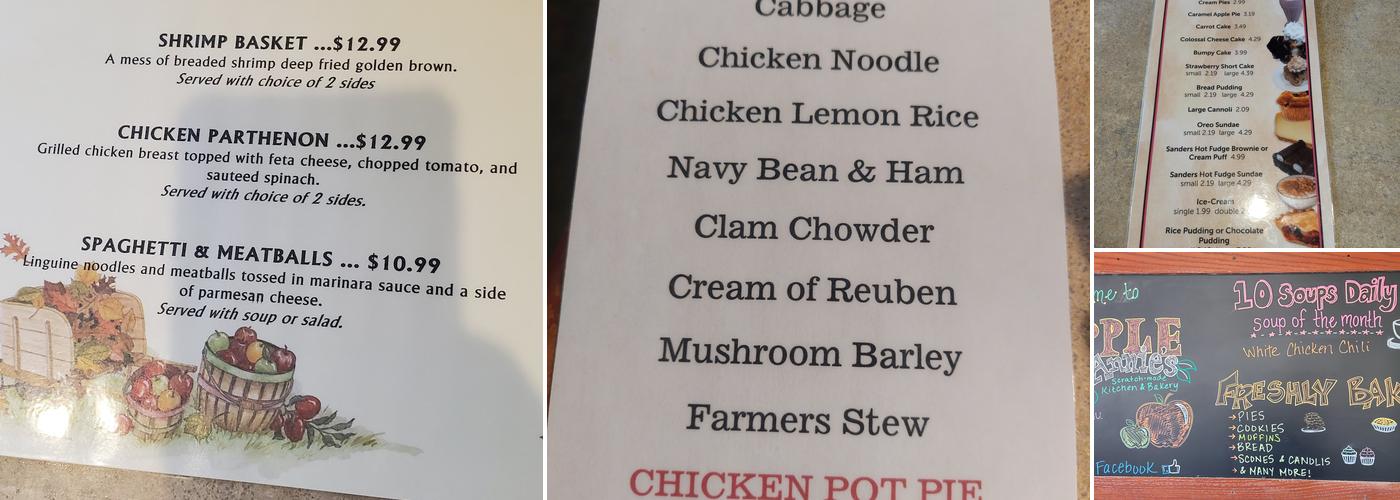 SHRIMP BASKET ...$12.99
A mess of breaded shrimp deep fried golden brown.
Served with choice of 2 sides
CHICKEN PARTHENON ...$12.99
Grilled chicken breast topped with feta cheese, chopped tomato, and
sauteed spinach.
Served with choice of 2 sides.
SPAGHETTI & MEATBALLS ... $10.99
Linguine noodles and meatballs tossed in marinara sauce and a side
of parmesan cheese.
Served with soup or salad.
Cabbage
Chicken Noodle
Chicken Lemon Rice
Navy Bean & Ham
Clam Chowder
Cream of Reuben
Mushroom Barley
Farmers Stew
CHICKEN POT PIE
Cream Pies 2.99
Caramel Apple Pie 3.19
Carrot Cake 3.49
Colossal Cheese Cake 4.29
Bumpy Cake 3.99
Strawberry Short Cake
small 2.19 large 4.39
Bread Pudding
small 2.19 large 4.29
Large Cannoli 2.09
Oreo Sundae
small 2.19 large 4.29
Sanders Hot Fudge Brownie or
Cream Puff 4.99
Sanders Hot Fudge Sundae
small 2.19 large 4.29
Ice-Cream
single 1.99 double
Rice Pudding or Chocolate
Pudding
me to
PPLE
Annie's
Scratch-made
Kitchen & Bakery
Facebook
10 Soups Daily
Soup of the month
White Chicken Chili
FRESHLY BAK
→PIES
→COOKIES
→MUFFINS
→BREAD
→SCONES & CANOLIS
→& MANY MORE!